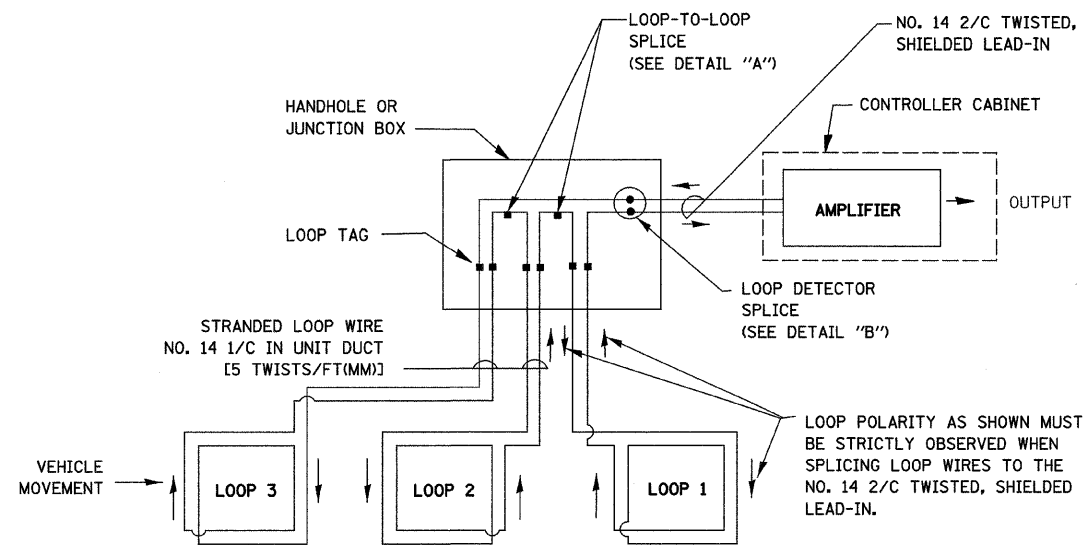 LOOP-TO-LOOP
SPLICE
(SEE DETAIL "A")
NO. 14 2/C TWISTED,
SHIELDED LEAD-IN
HANDHOLE OR
JUNCTION BOX
CONTROLLER CABINET
AMPLIFIER
OUTPUT
LOOP TAG
LOOP DETECTOR
SPLICE
(SEE DETAIL "B")
STRANDED LOOP WIRE
NO. 14 1/C IN UNIT DUCT
[5 TWISTS/FT(MM)]
LOOP POLARITY AS SHOWN MUST
BE STRICTLY OBSERVED WHEN
SPLICING LOOP WIRES TO THE
NO. 14 2/C TWISTED, SHIELDED
LEAD-IN.
VEHICLE
MOVEMENT
LOOP 3
LOOP 2
LOOP 1